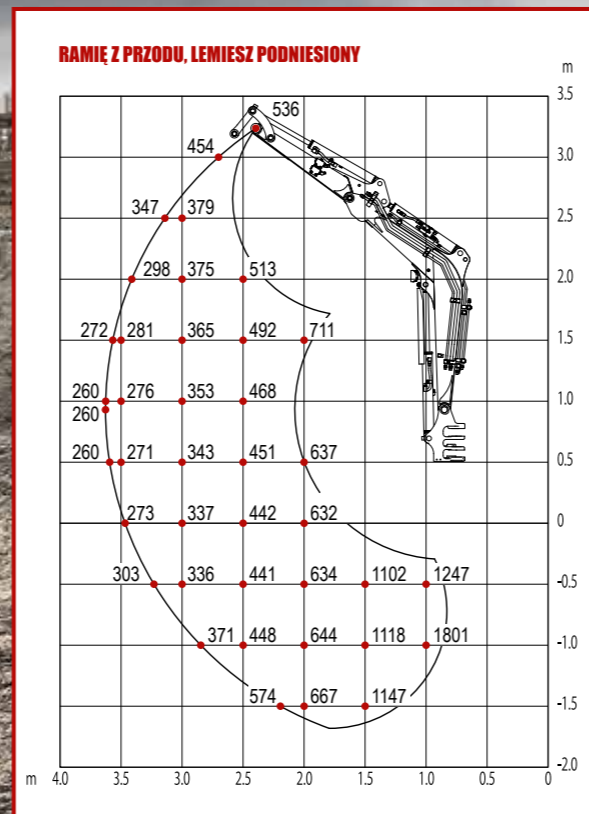 RAMIĘ Z PRZODU, LEMIESZ PODNIESIONY
m
3.5
536
454
3.0
347 379
2.5
298 375 513
2.0
272 281 365 492 711
1.5
260 276 353 468
1.0
260
260 271 343 451 637
0.5
273 337 442 632
0
303 336 441 634 1102 1247
-0.5
371 448 644 1118 1801
-1.0
574 667 1147
-1.5
-2.0
m 4.0 3.5 3.0 2.5 2.0 1.5 1.0 0.5 0